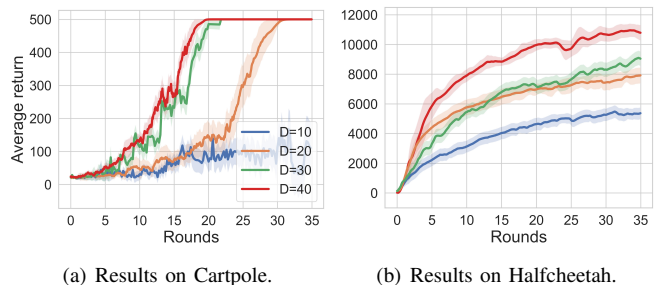 500
400
300
200
100
0
Average return
0 5 10 15 20 25 30 35
Rounds
D=10
D=20
D=30
D=40
(a) Results on Cartpole.
12000
10000
8000
6000
4000
2000
0
0 5 10 15 20 25 30 35
Rounds
(b) Results on Halfcheetah.